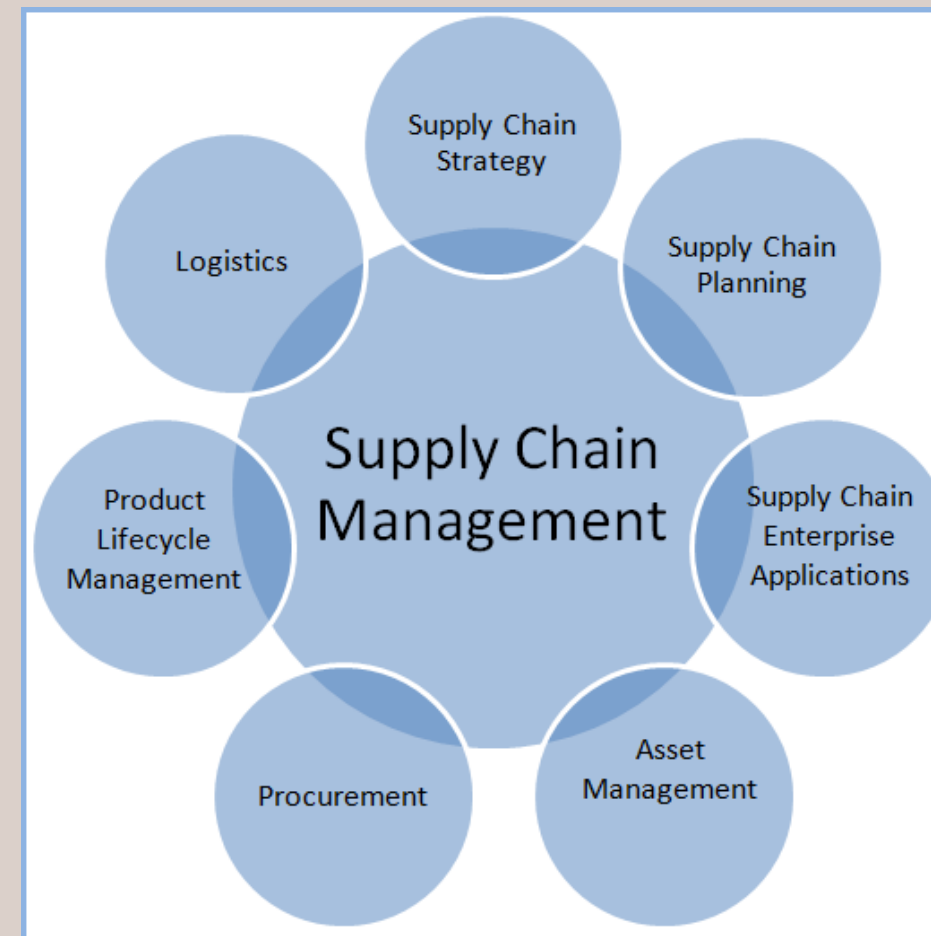 Supply Chain
Strategy
Supply Chain
Planning
Supply Chain
Enterprise
Applications
Asset
Management
Procurement
Product
Lifecycle
Management
Logistics
Supply Chain
Management